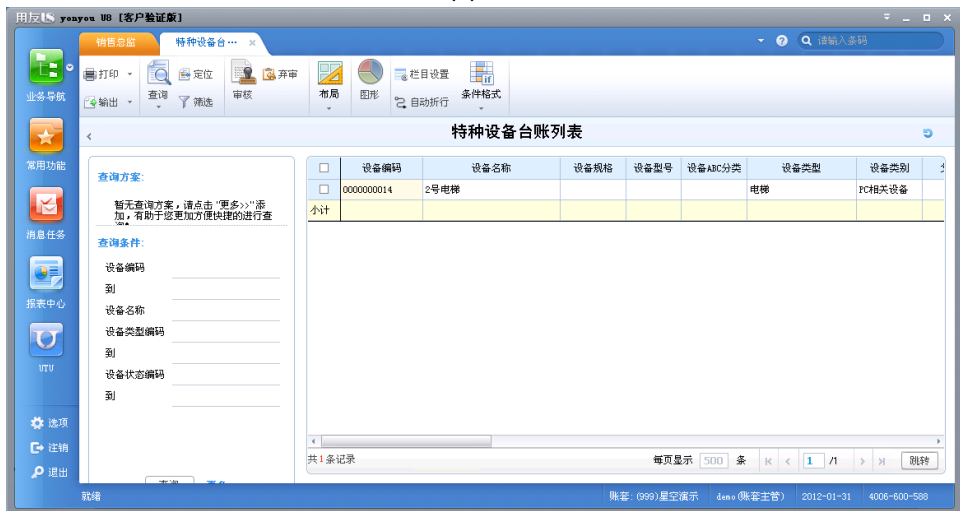 用友U8 yonyou U8【客户验证版】
销售总监 特种设备台… ×
请输入条码
业务导航
打印 输出
查询
定位 筛选
审核
弃审
布局
图形
栏目设置 自动折行
条件格式
特种设备台账列表
常用功能
消息任务
报表中心
UTU
选项
注销
退出
查询方案:
暂无查询方案，请点击"更多>>"添
加，有助于您更加方便快捷的进行查
查询条件:
设备编码
到
设备名称
设备类型编码
到
设备状态编码
到
设备编码 设备名称 设备规格 设备型号 设备ABC分类 设备类型 设备类别
0000000014 2号电梯 电梯 PC相关设备
小计
共1条记录
每页显示 500 条 1 /1 跳转
就绪
账套: (999)星空演示 demo(账套主管) 2012-01-31 4006-600-588